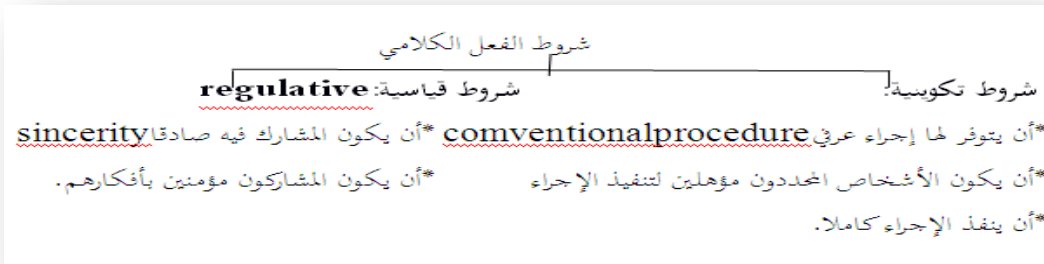 شروط الفعل الكلامي
شروط تكوينية: شروط قياسية: regulative
*أن يتوفر لها إجراء عرفي comventionalprocedure *أن يكون المشارك فيه صادقا sincerity
*أن يكون الأشخاص المحددون مؤهلين لتنفيذ الإجراء *أن يكون المشاركون مؤمنين بأفكارهم.
*أن ينفذ الإجراء كاملا.